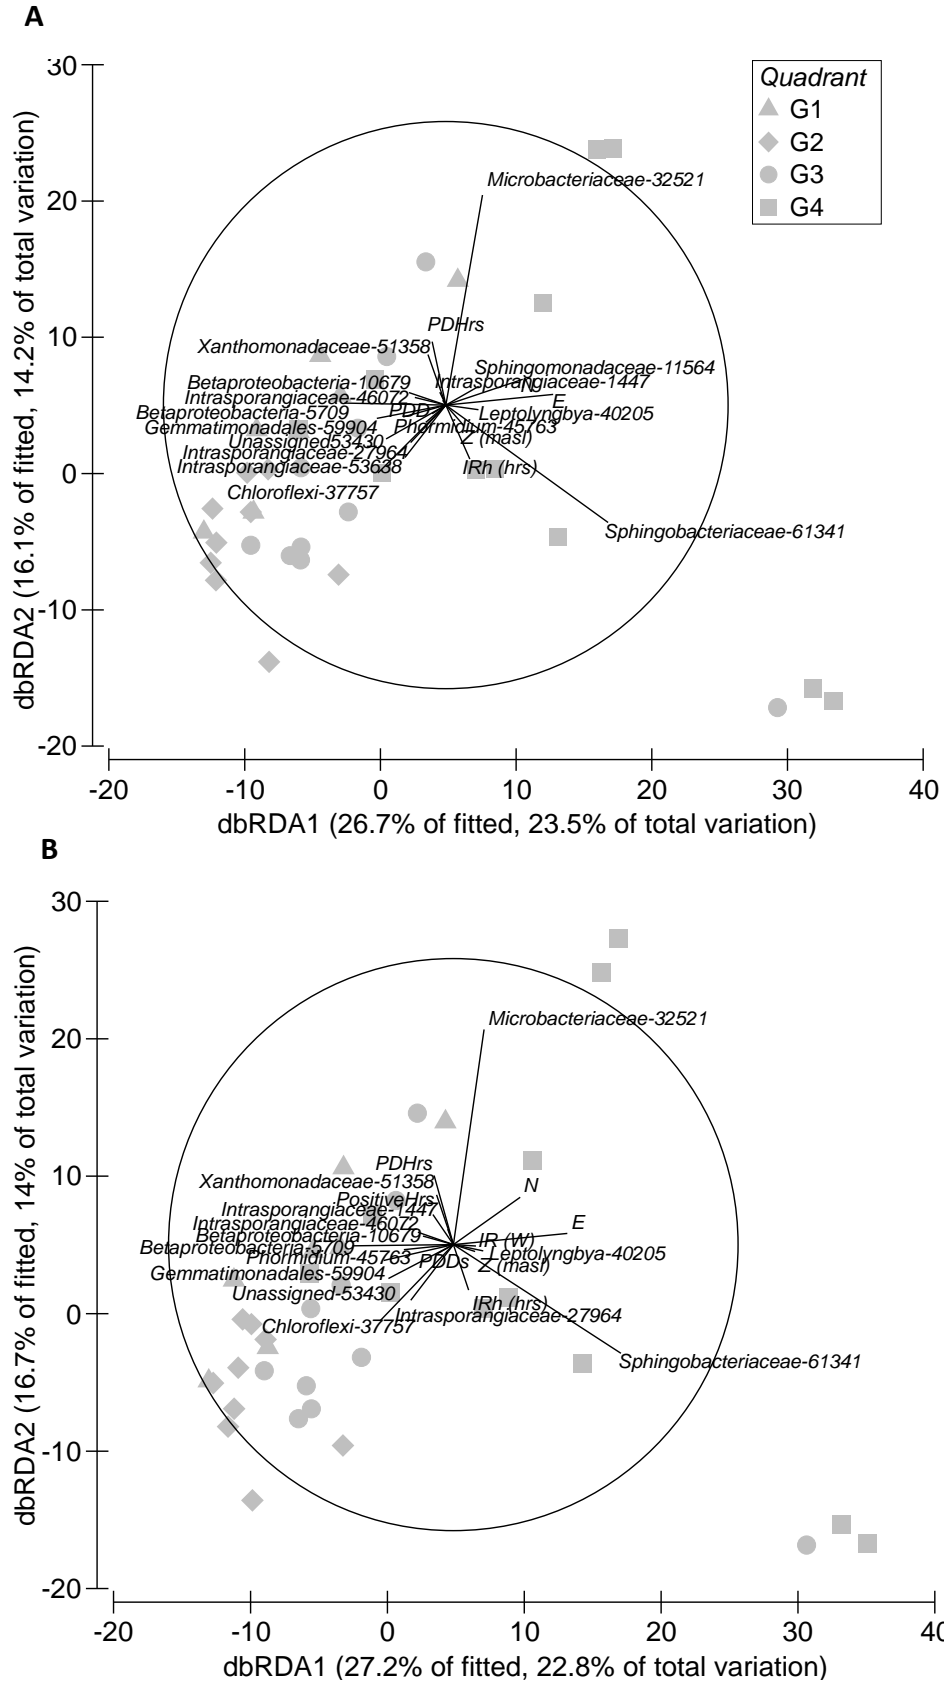 A
30
20
10
0
-10
-20
dbRDA2 (16.1% of fitted, 14.2% of total variation)
Quadrant
G1
G2
G3
G4
Microbacteriaceae-32521
PDHrs
Xanthomonadaceae-51358
Sphingomonadaceae-11564
Betaproteobacteria-10679
Intrasporangiaceae-1447
N
Intrasporangiaceae-46072
E
Betaproteobacteria-5709
PDD
Leptolyngbya-40205
Gemmatimonadales-59904
Phormidium-45763
Unassigned53430
Z (masl)
Intrasporangiaceae-27964
Intrasporangiaceae-53638
IRh (hrs)
Chloroflexi-37757
Sphingobacteriaceae-61341
-20 -10 0 10 20 30 40
dbRDA1 (26.7% of fitted, 23.5% of total variation)
B
30
20
10
0
-10
-20
dbRDA2 (16.7% of fitted, 14% of total variation)
Microbacteriaceae-32521
PDHrs
Xanthomonadaceae-51358
N
PositiveHrs
Intrasporangiaceae-1447
Intrasporangiaceae-46072
E
Betaproteobacteria-10679
IR (W)
Betaproteobacteria-5709
Leptolyngbya-40205
Phormidium-45763
PDDs
Z (masl)
Gemmatimonadales-59904
Unassigned-53430
IRh (hrs)
Intrasporangiaceae-27964
Chloroflexi-37757
Sphingobacteriaceae-61341
-20 -10 0 10 20 30 40
dbRDA1 (27.2% of fitted, 22.8% of total variation)